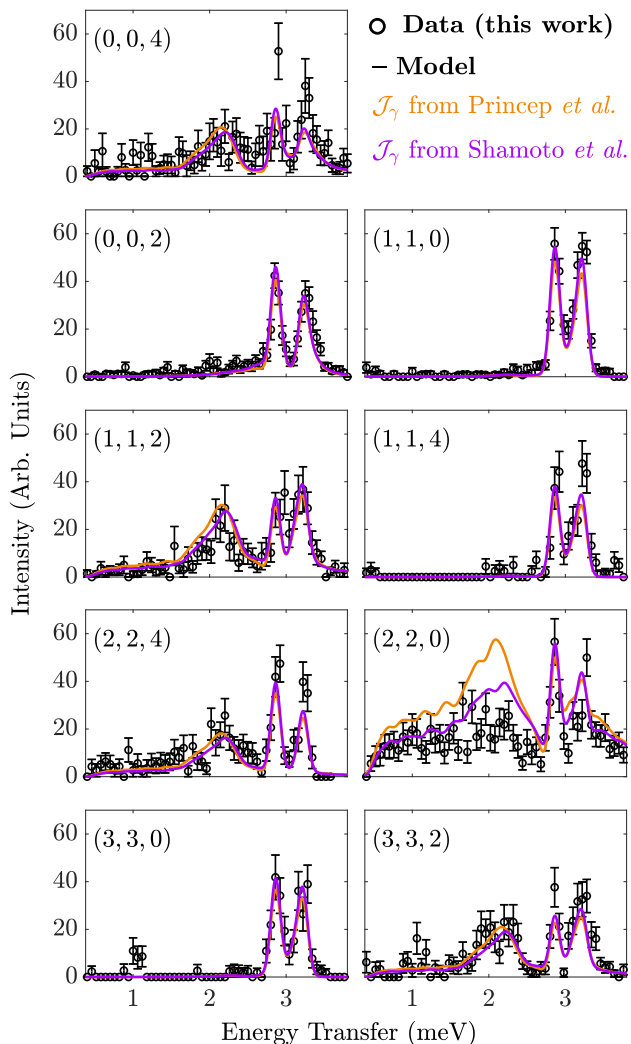 (0, 0, 4)
Data (this work)
– Model
𝒥γ from Princep et al.
𝒥γ from Shamoto et al.
60
40
20
0
(0, 0, 2)
(1, 1, 0)
60
40
20
0
(1, 1, 2)
(1, 1, 4)
60
40
20
0
(2, 2, 4)
(2, 2, 0)
60
40
20
0
(3, 3, 0)
(3, 3, 2)
60
40
20
0
1 2 3
1 2 3
Intensity (Arb. Units)
Energy Transfer (meV)